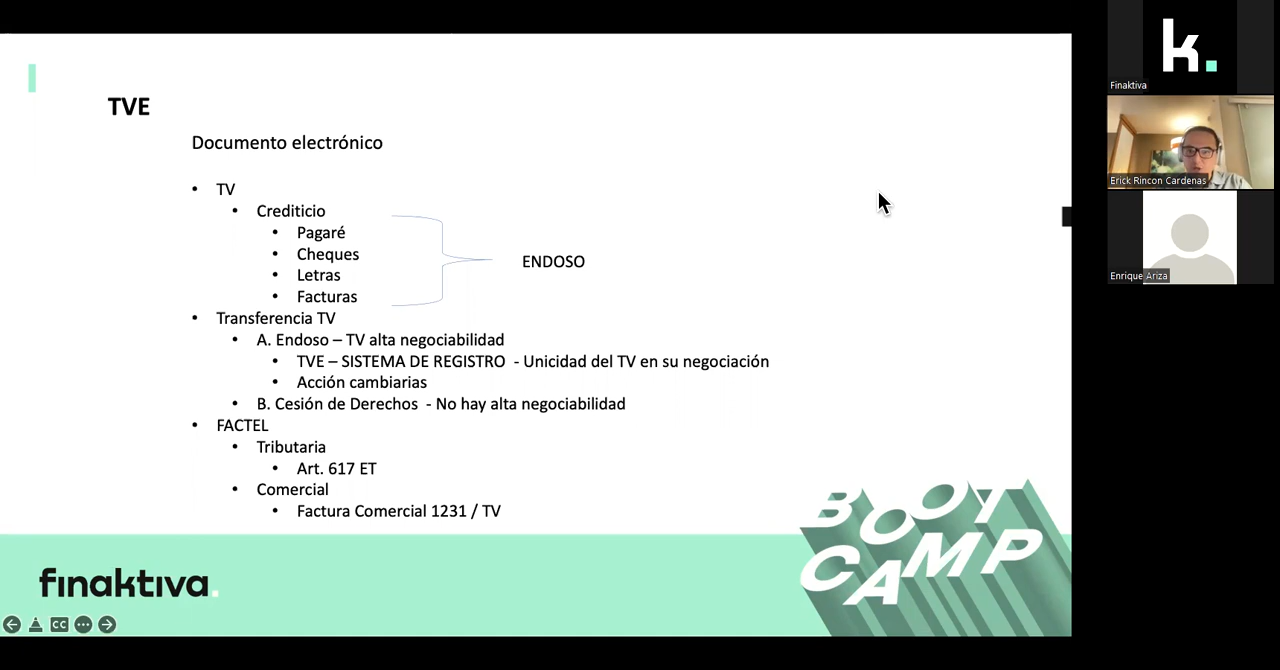 TVE
Documento electrónico
• TV
• Crediticio
• Pagaré
• Cheques
• Letras
• Facturas
ENDOSO
• Transferencia TV
• A. Endoso – TV alta negociabilidad
• TVE – SISTEMA DE REGISTRO - Unicidad del TV en su negociación
• Acción cambiarias
• B. Cesión de Derechos - No hay alta negociabilidad
• FACTEL
• Tributaria
• Art. 617 ET
• Comercial
• Factura Comercial 1231 / TV
BOOT
CAMP
finaktiva.
CC
k.
Finaktiva
Erick Rincon Cardenas
Enrique Ariza